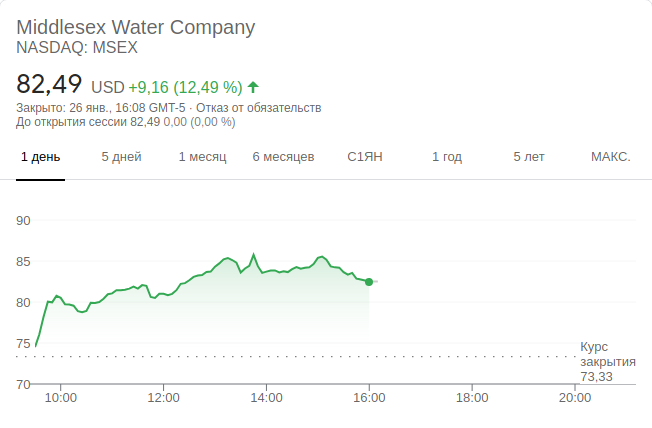 Middlesex Water Company
NASDAQ: MSEX
82,49 USD +9,16 (12,49 %)
Закрыто: 26 янв., 16:08 GMT-5 · Отказ от обязательств
До открытия сессии 82,49 0,00 (0,00 %)
1 день 5 дней 1 месяц 6 месяцев С1ЯН 1 год 5 лет МАКС.
90
85
80
75
70
Курс
закрытия
73,33
10:00 12:00 14:00 16:00 18:00 20:00